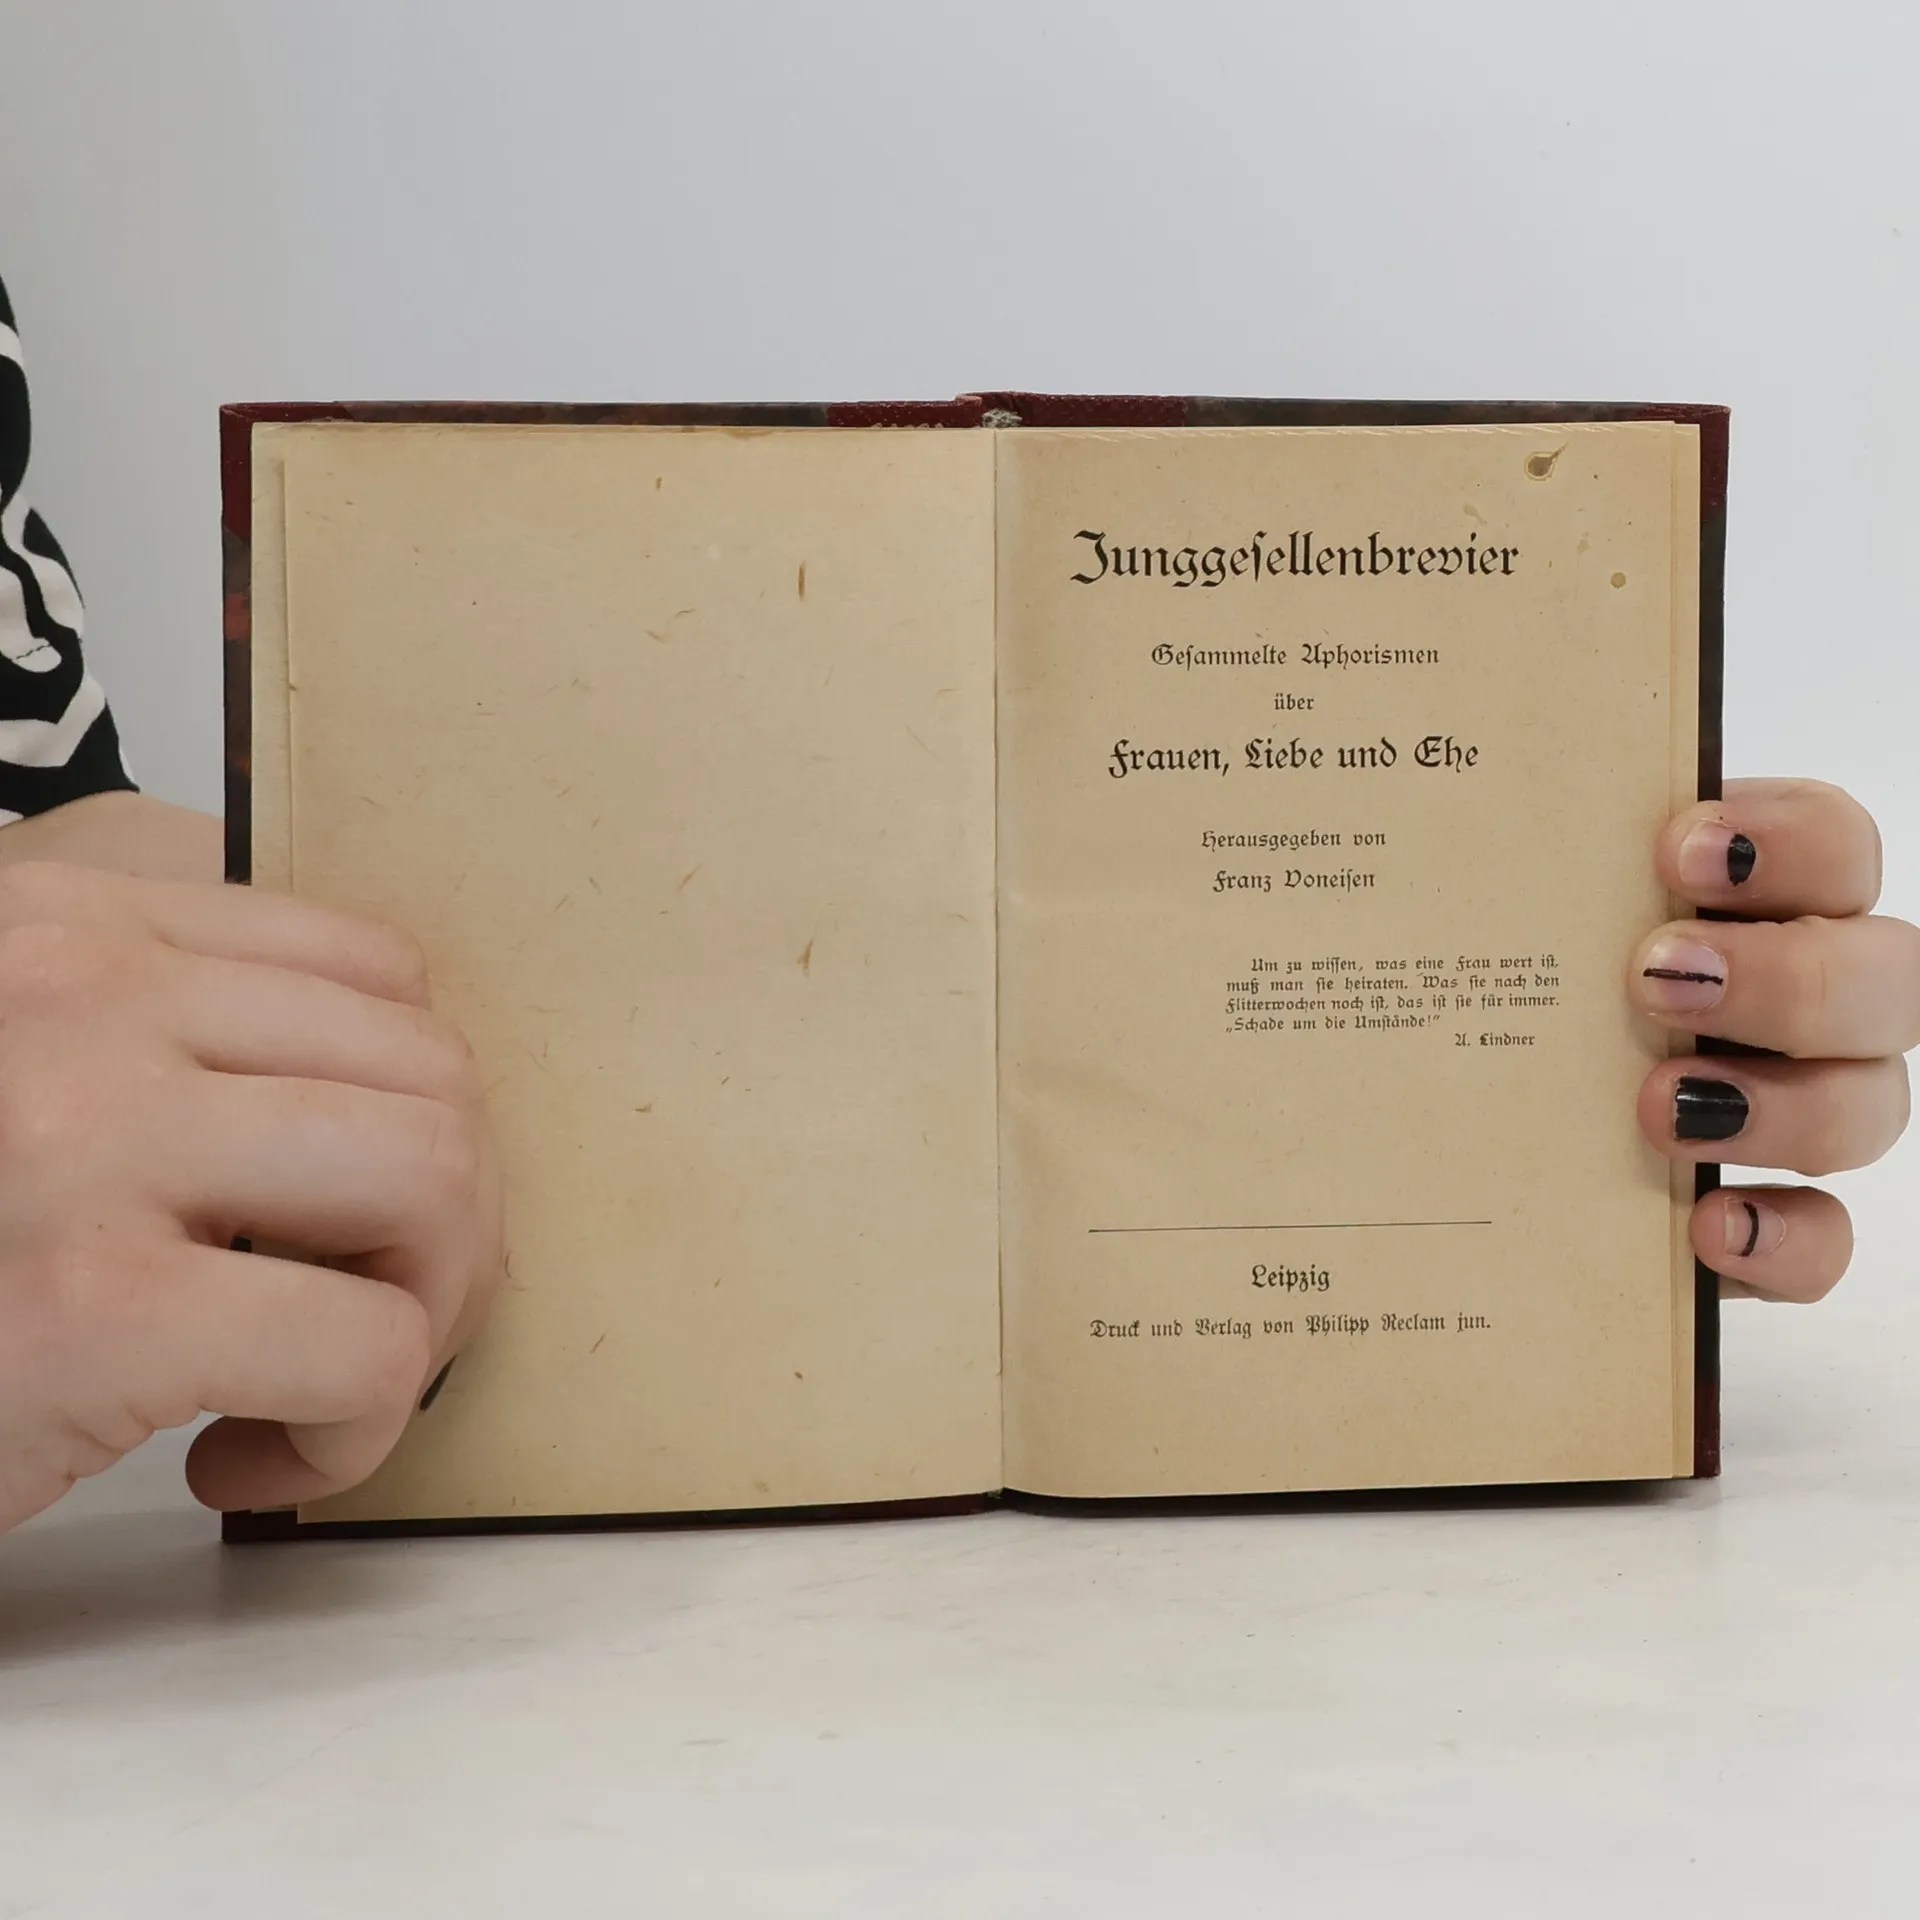 Junggeſellenbrevier
Geſammelte Aphorismen
über
Frauen, Liebe und Ehe
Herausgegeben von
Franz Voneiſen
Um zu wiſſen, was eine Frau wert iſt,
muß man ſie heiraten. Was ſie nach den
Flitterwochen noch iſt, das iſt ſie für immer.
„Schade um die Umſtände!“
A. Lindner
Leipzig
Druck und Verlag von Philipp Reclam jun.